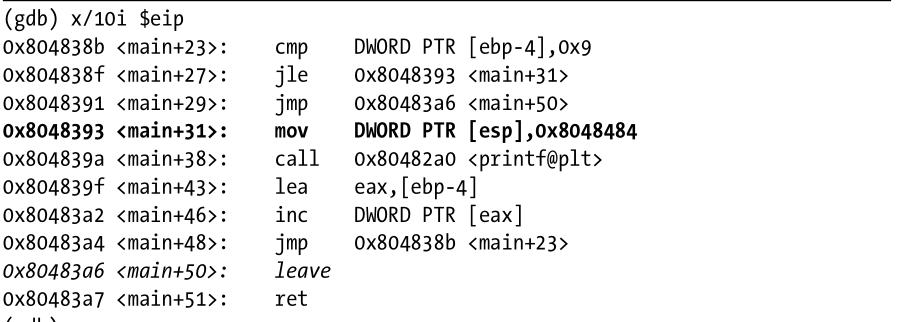 (gdb) x/10i $eip
0x804838b <main+23>: cmp DWORD PTR [ebp-4],0x9
0x804838f <main+27>: jle 0x8048393 <main+31>
0x8048391 <main+29>: jmp 0x80483a6 <main+50>
0x8048393 <main+31>: mov DWORD PTR [esp],0x8048484
0x804839a <main+38>: call 0x80482a0 <printf@plt>
0x804839f <main+43>: lea eax,[ebp-4]
0x80483a2 <main+46>: inc DWORD PTR [eax]
0x80483a4 <main+48>: jmp 0x804838b <main+23>
0x80483a6 <main+50>: leave
0x80483a7 <main+51>: ret